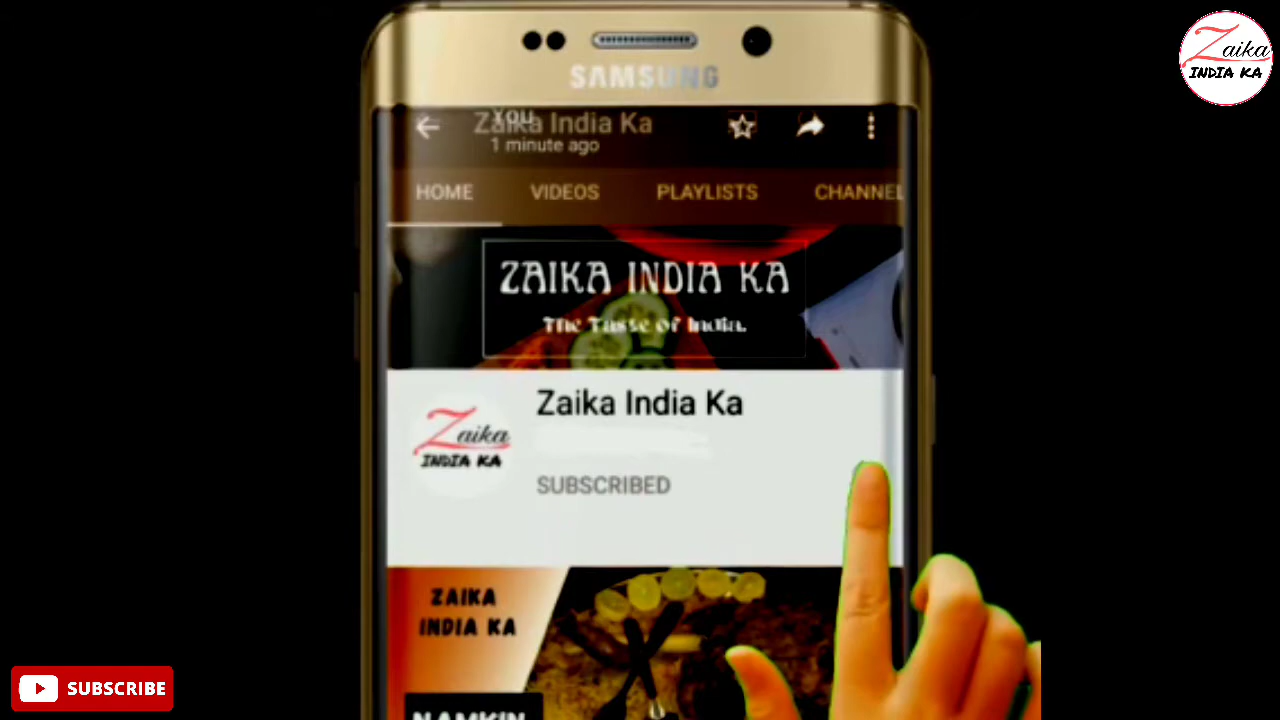 Zaika
INDIA KA
SAMSUNG
YOU
Zaika India Ka
1 minute ago
HOME VIDEOS PLAYLISTS CHANNEL
ZAIKA INDIA KA
The Taste of India.
Zaika India Ka
Zaika
INDIA KA
SUBSCRIBED
ZAIKA
INDIA KA
NAMKIN
SUBSCRIBE